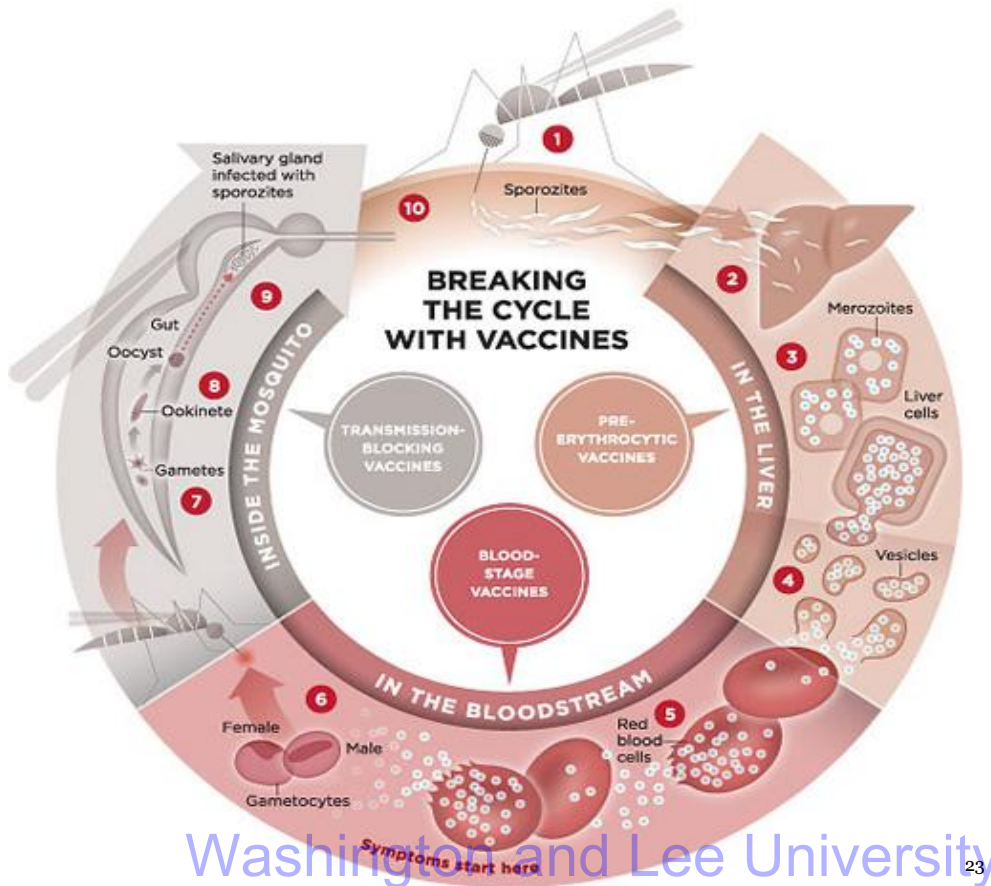 1
Sporozites
10
Salivary gland
infected with
sporozites
BREAKING
THE CYCLE
WITH VACCINES
2
Merozoites
3
Liver
cells
IN THE LIVER
9
Gut
Oocyst
8
Ookinete
Gametes
7
INSIDE THE MOSQUITO
TRANSMISSION-
BLOCKING
VACCINES
PRE-
ERYTHROCYTIC
VACCINES
BLOOD-
STAGE
VACCINES
Vesicles
4
IN THE BLOODSTREAM
5
Red
blood
cells
6
Female
Male
Gametocytes
Symptoms start here
Washington and Lee University
23